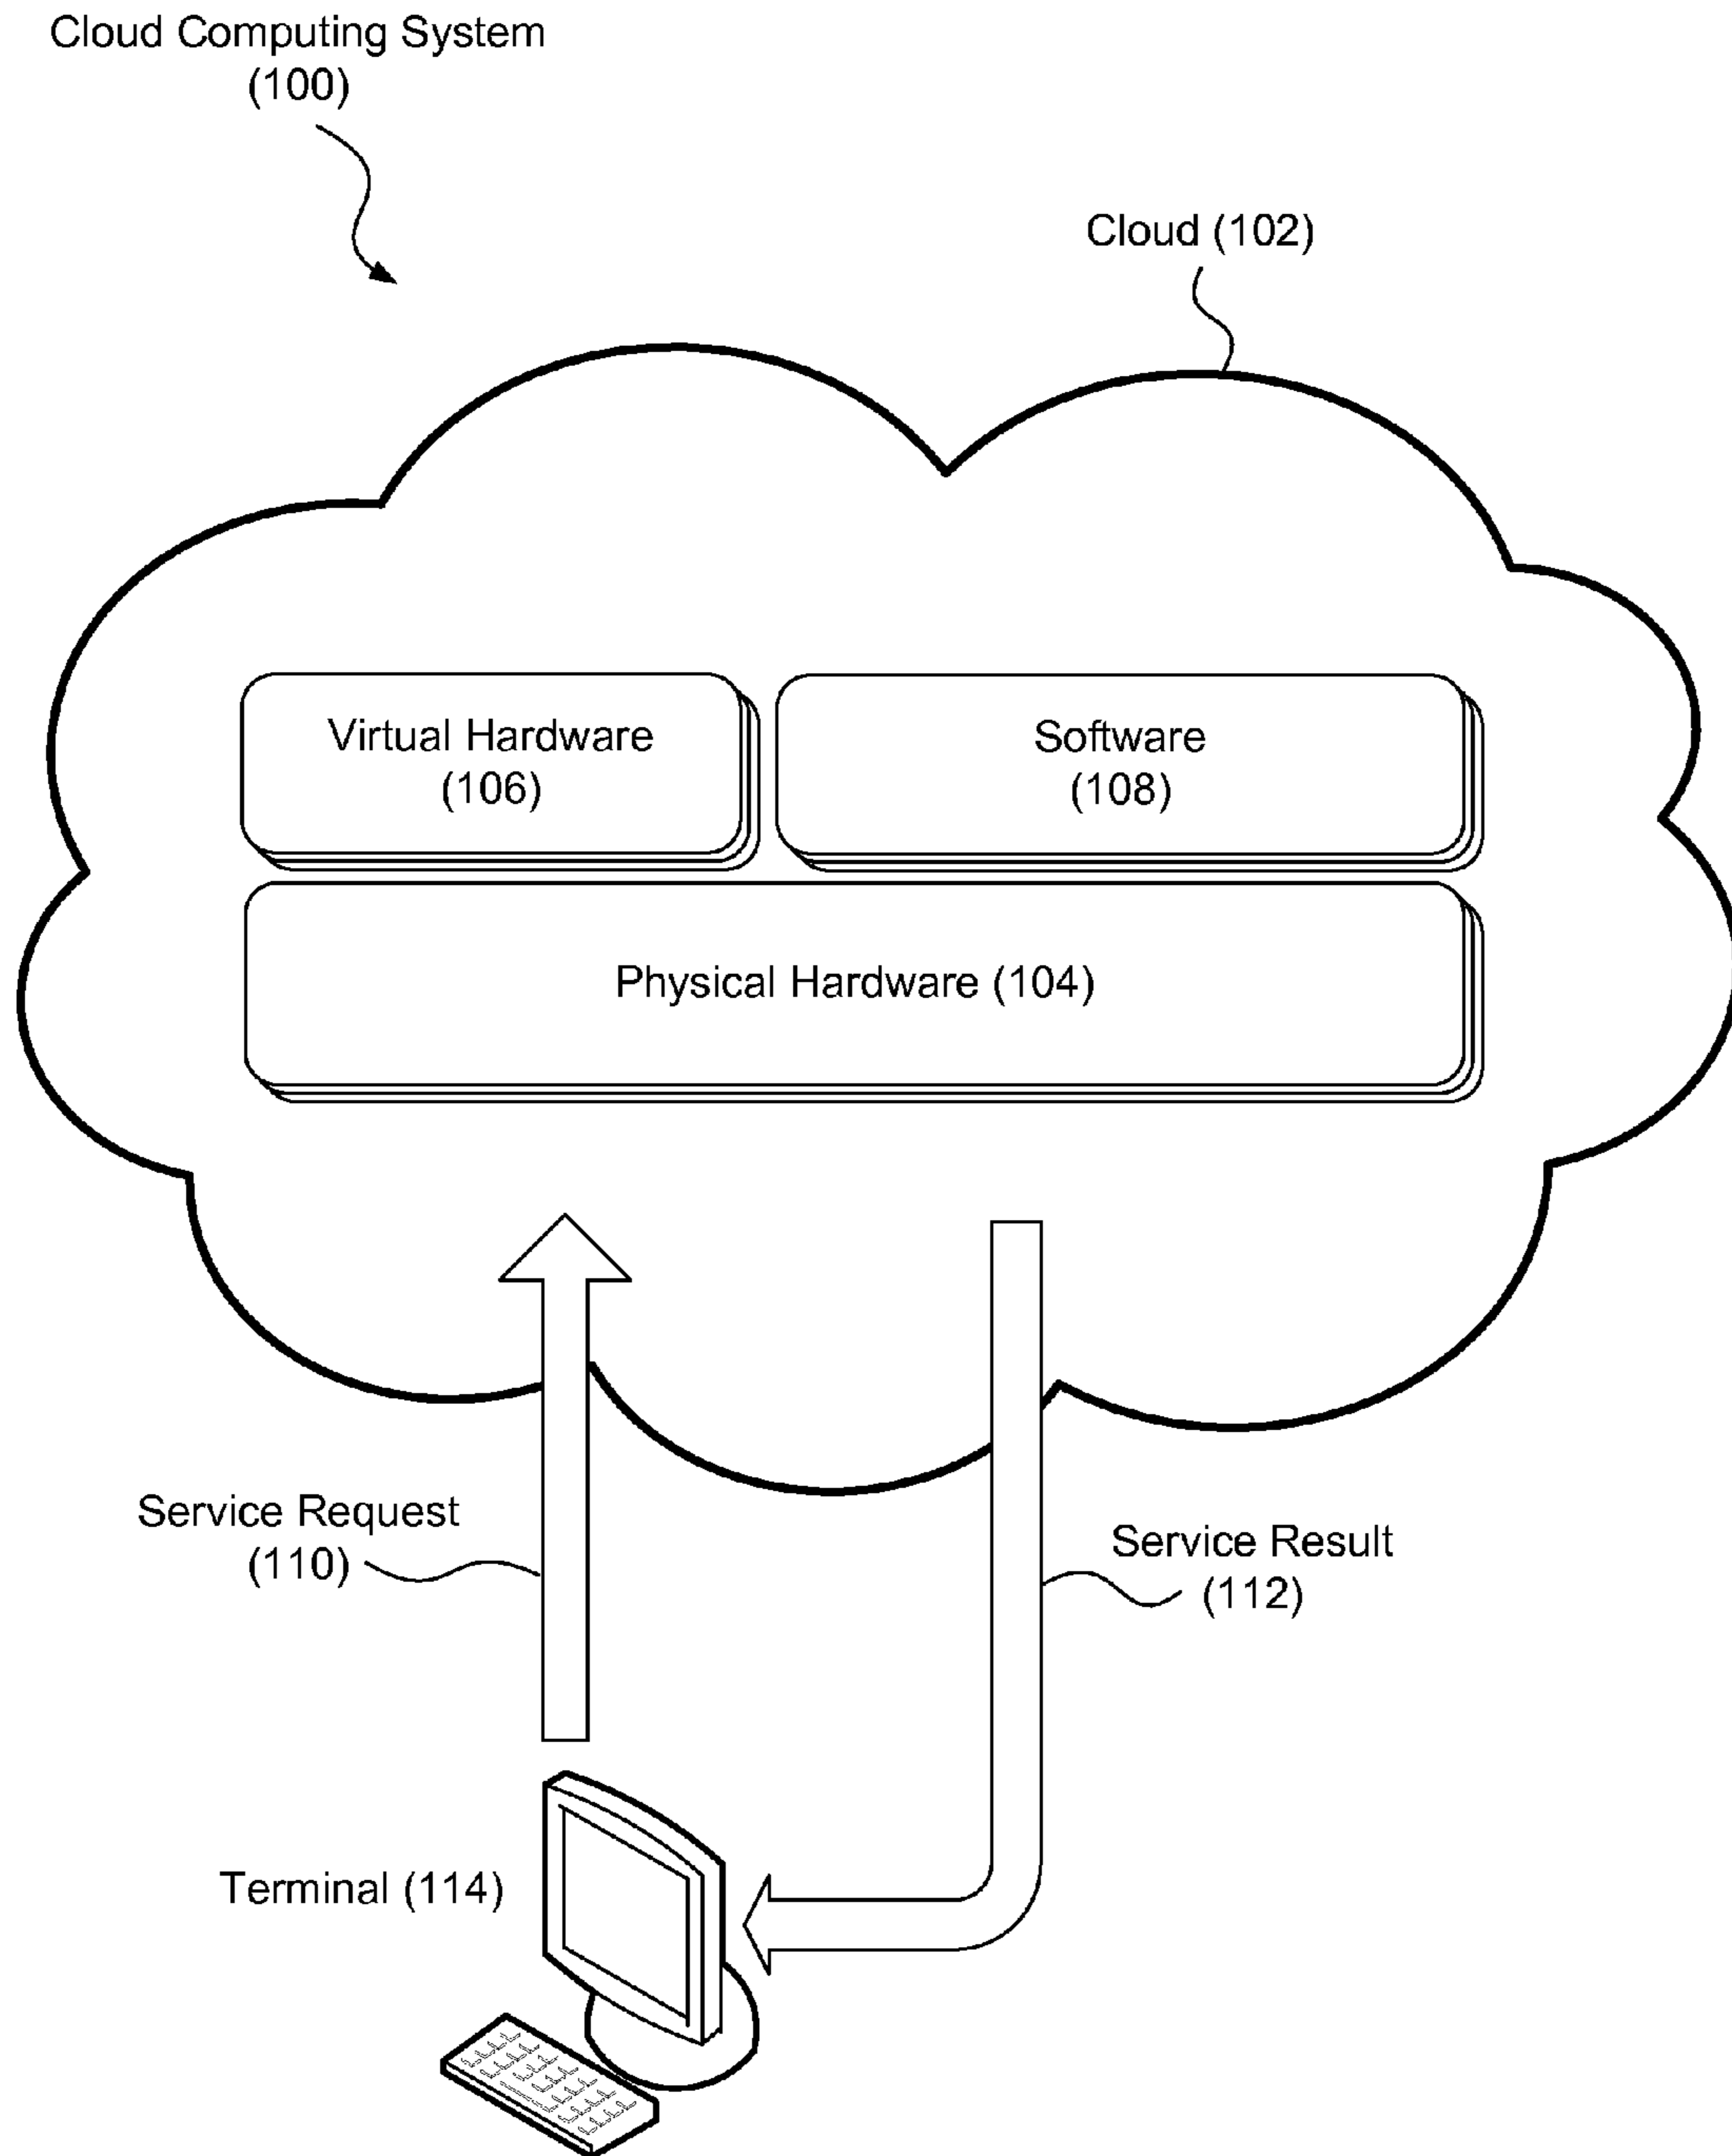 Cloud Computing System
(100)
Cloud (102)
Virtual Hardware
(106)
Software
(108)
Physical Hardware (104)
Service Request
(110)
Service Result
(112)
Terminal (114)